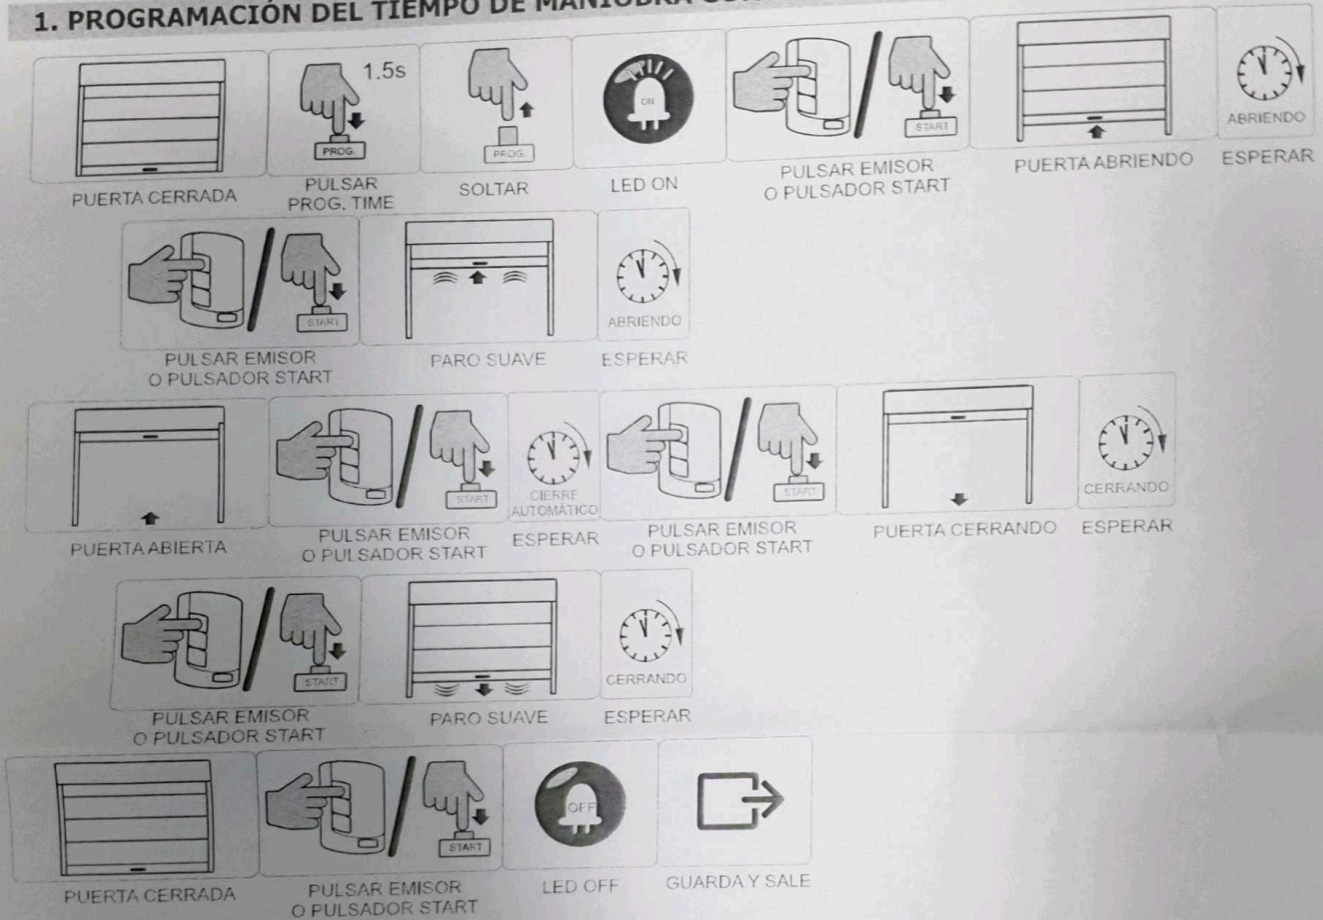 1. PROGRAMACIÓN DEL TIEMPO DE MANIOBRA
1.5s
PROG.
PROG.
ON
START
ABRIENDO
PUERTA CERRADA
PULSAR
PROG. TIME
SOLTAR
LED ON
PULSAR EMISOR
O PULSADOR START
PUERTA ABRIENDO
ESPERAR
START
ABRIENDO
PULSAR EMISOR
O PULSADOR START
PARO SUAVE
ESPERAR
START
CIERRE
AUTOMÁTICO
START
CERRANDO
PUERTA ABIERTA
PULSAR EMISOR
O PULSADOR START
ESPERAR
PULSAR EMISOR
O PULSADOR START
PUERTA CERRANDO
ESPERAR
START
CERRANDO
PULSAR EMISOR
O PULSADOR START
PARO SUAVE
ESPERAR
START
OFF
PUERTA CERRADA
PULSAR EMISOR
O PULSADOR START
LED OFF
GUARDA Y SALE